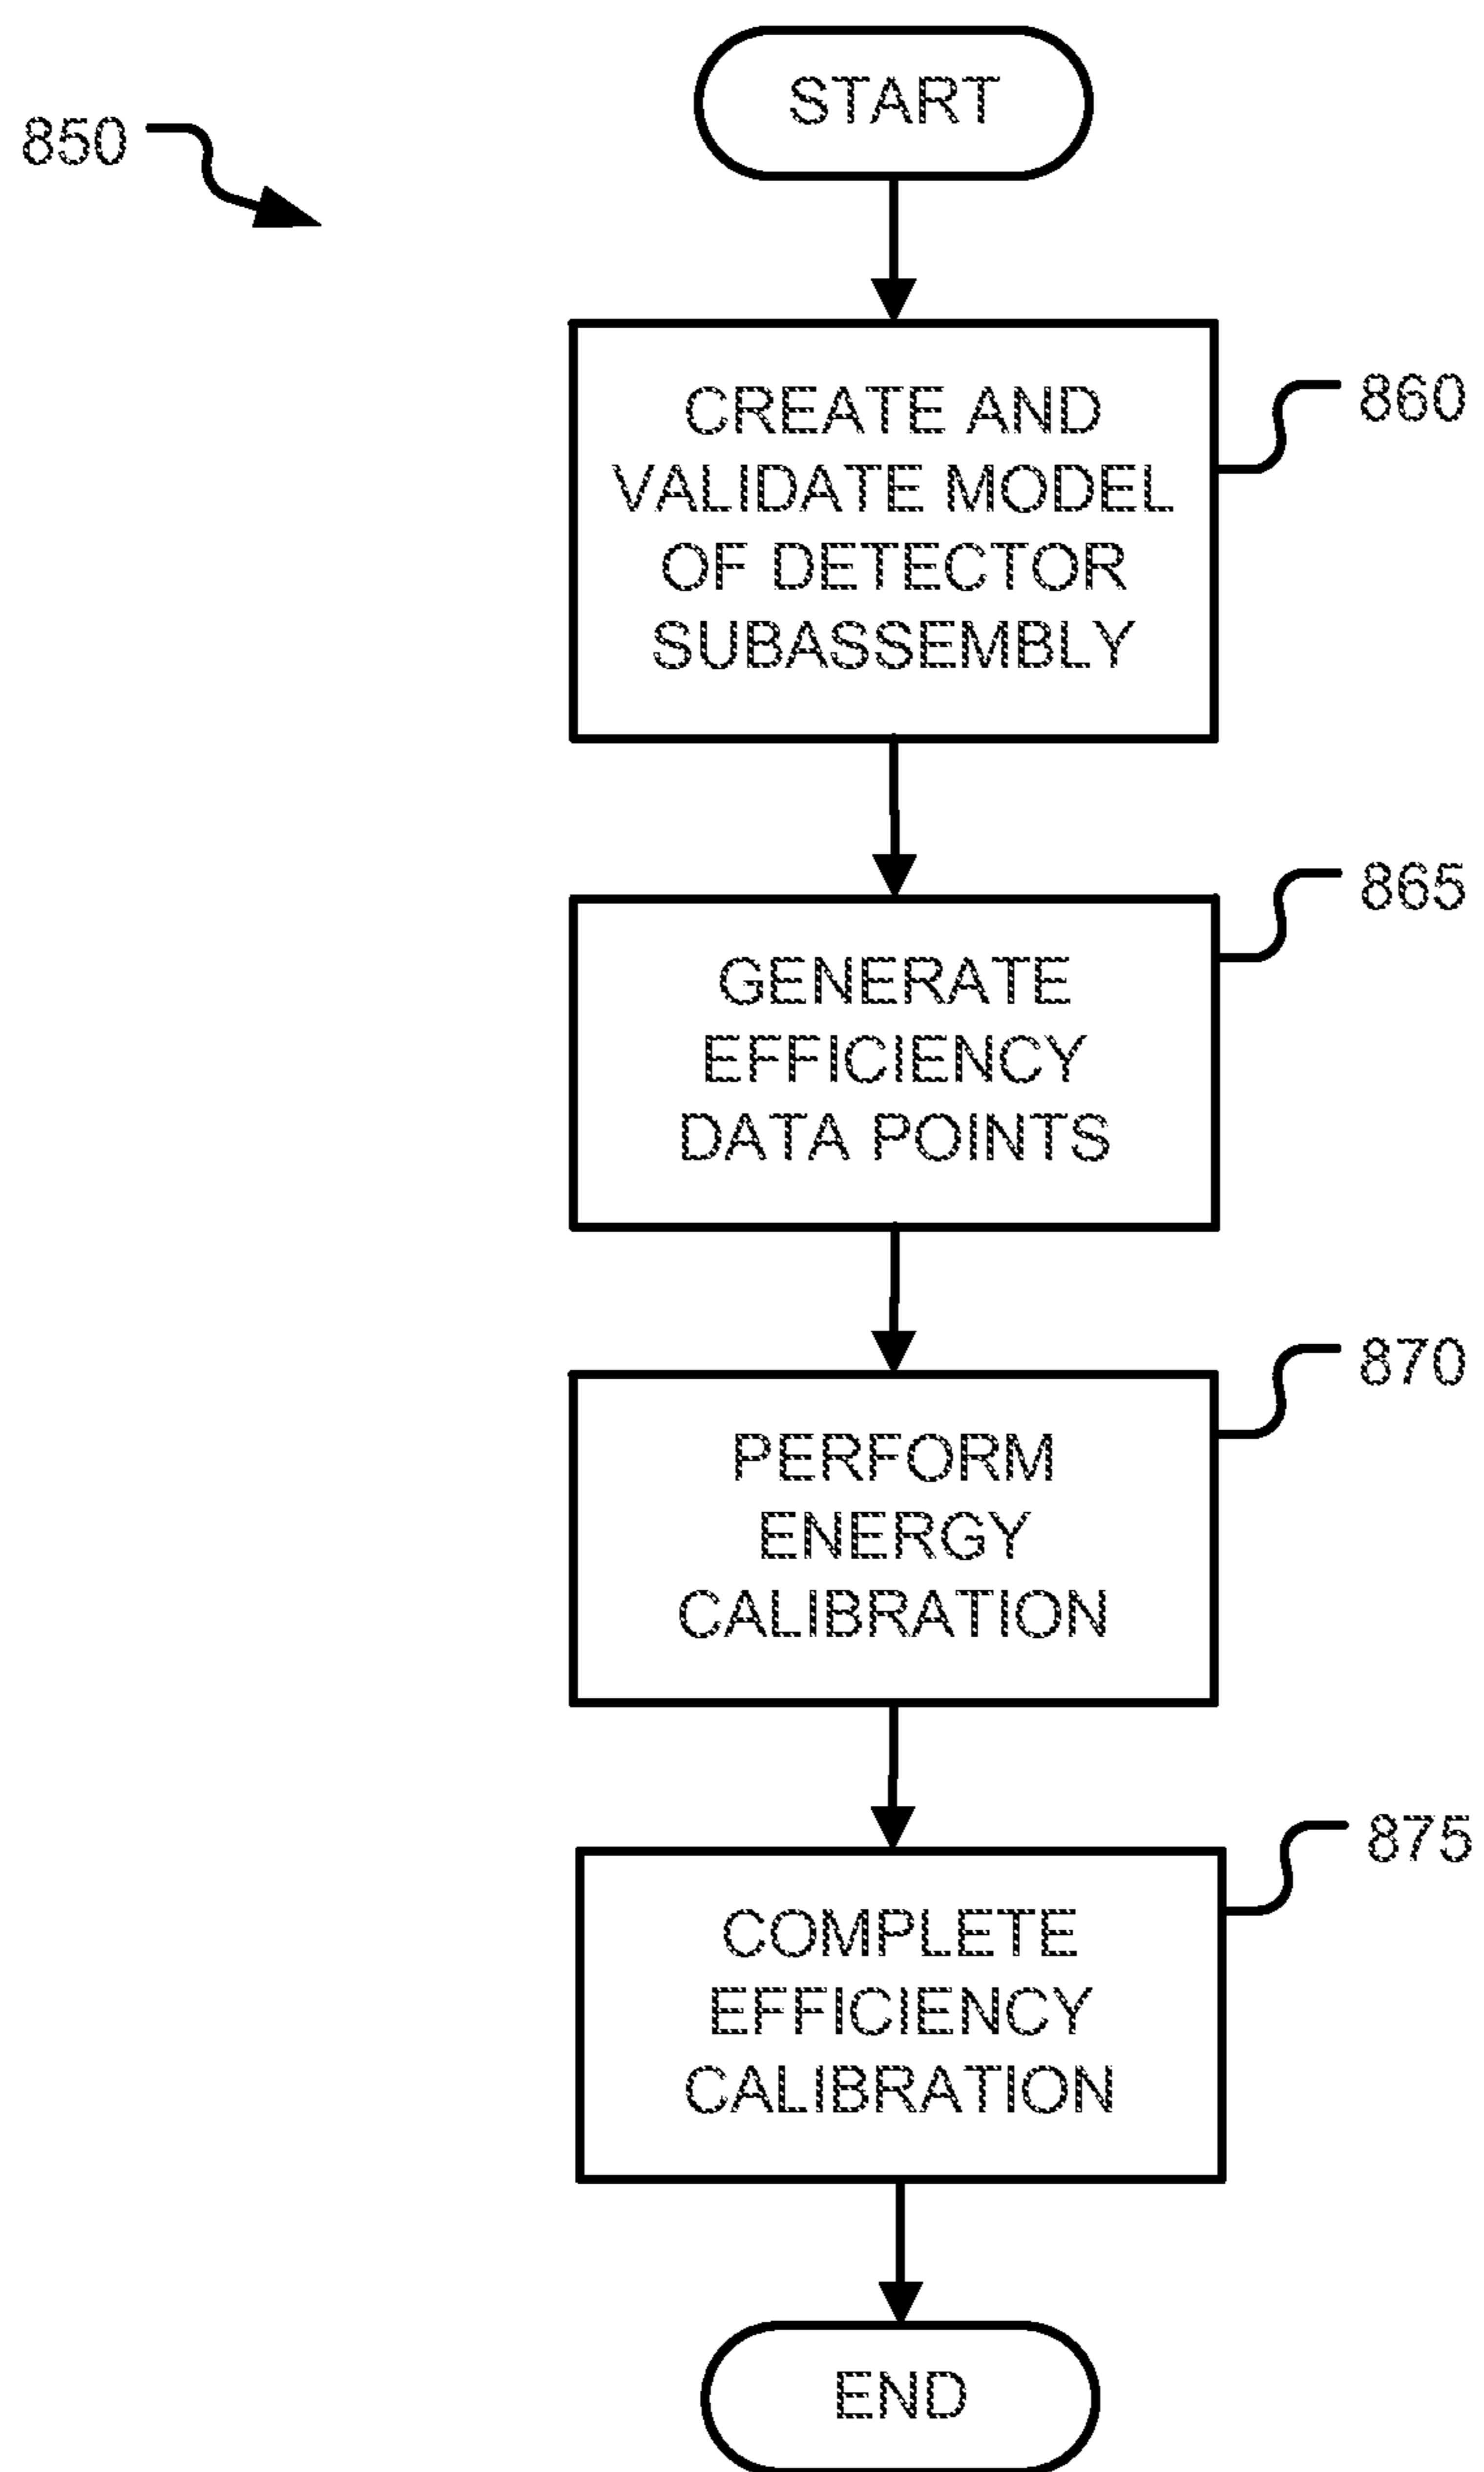 START
850
CREATE AND
VALIDATE MODEL
OF DETECTOR
SUBASSEMBLY
860
GENERATE
EFFICIENCY
DATA POINTS
865
PERFORM
ENERGY
CALIBRATION
870
COMPLETE
EFFICIENCY
CALIBRATION
875
END